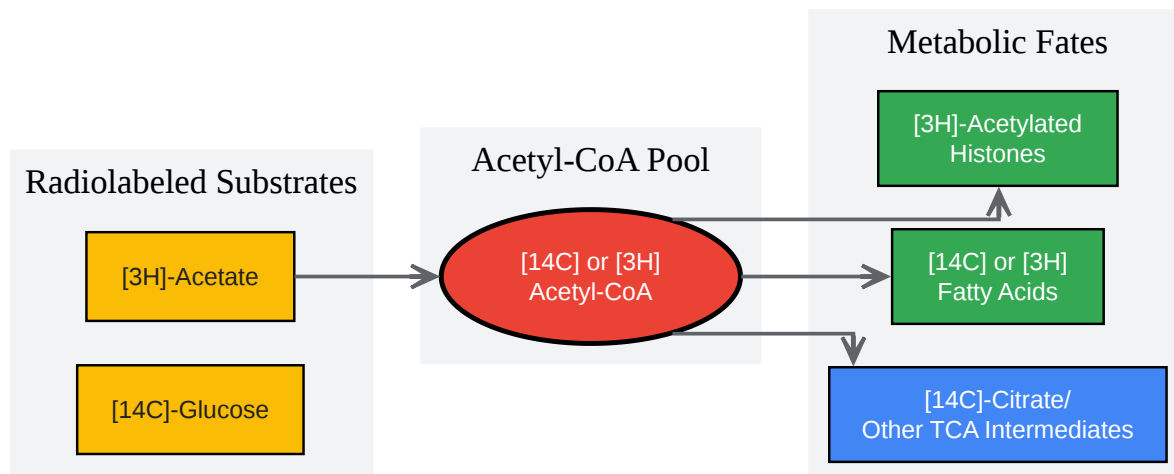 Radiolabeled Substrates
[3H]-Acetate
[14C]-Glucose
Acetyl-CoA Pool
[14C] or [3H]
Acetyl-CoA
Metabolic Fates
[3H]-Acetylated
Histones
[14C] or [3H]
Fatty Acids
[14C]-Citrate/
Other TCA Intermediates